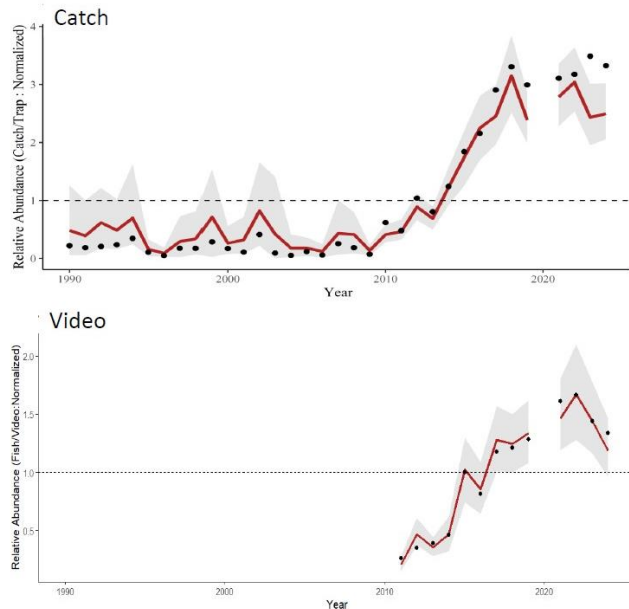 Catch
Relative Abundance (Catch/Trap : Normalized)
4
3
2
1
0
1990
2000
2010
2020
Year
Video
Relative Abundance (Fish/Video:Normalized)
2.0
1.5
1.0
0.5
1990
2000
2010
2020
Year